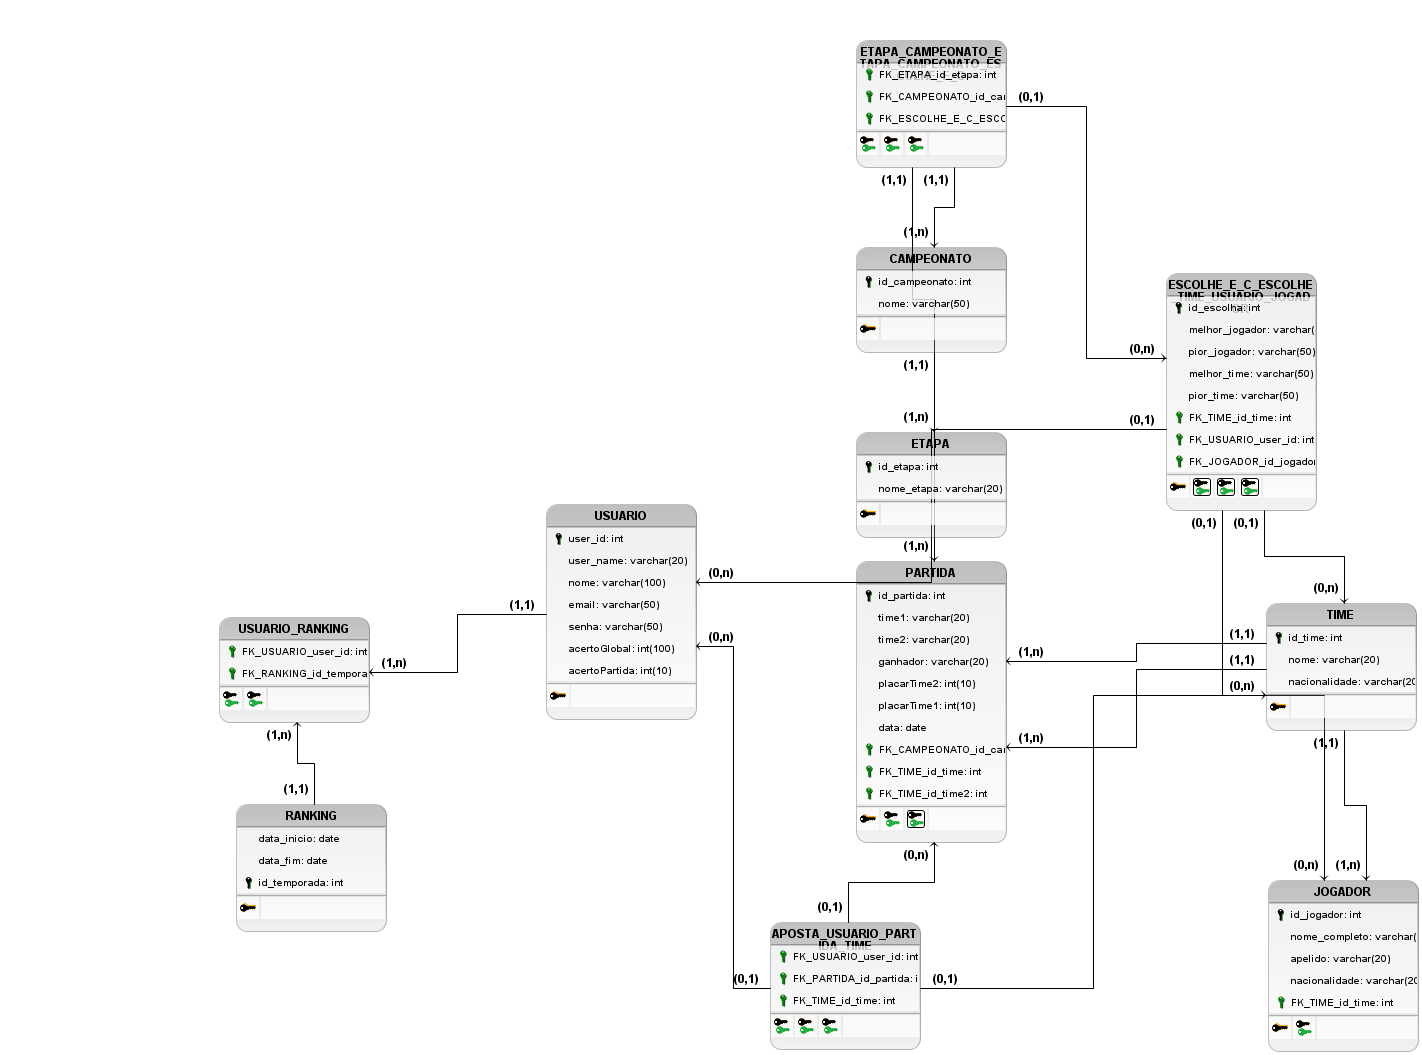 ETAPA_CAMPEONATO_E
TAPA_CAMPEONATO_ES
FK_ETAPA_id_etapa: int
FK_CAMPEONATO_id_ca
FK_ESCOLHE_E_C_ESCC
(0,1)
(1,1)
(1,1)
(1,n)
CAMPEONATO
id_campeonato: int
nome: varchar(50)
(1,1)
(0,n)
ESCOLHE_E_C_ESCOLHE
_TIME_USUARIO_JOGAD
id_escolha: int
melhor_jogador: varchar(
pior_jogador: varchar(50)
melhor_time: varchar(50)
pior_time: varchar(50)
FK_TIME_id_time: int
FK_USUARIO_user_id: int
FK_JOGADOR_id_jogador
(0,1)
(0,1)
(0,1)
(1,n)
ETAPA
id_etapa: int
nome_etapa: varchar(20)
(1,n)
USUARIO
user_id: int
user_name: varchar(20)
nome: varchar(100)
email: varchar(50)
senha: varchar(50)
acertoGlobal: int(100)
acertoPartida: int(10)
(0,n)
(0,n)
(1,1)
USUARIO_RANKING
FK_USUARIO_user_id: int
FK_RANKING_id_tempora
(1,n)
(1,n)
(1,1)
RANKING
data_inicio: date
data_fim: date
id_temporada: int
PARTIDA
id_partida: int
time1: varchar(20)
time2: varchar(20)
ganhador: varchar(20)
placarTime2: int(10)
placarTime1: int(10)
data: date
FK_CAMPEONATO_id_ca
FK_TIME_id_time: int
FK_TIME_id_time2: int
(1,n)
(1,n)
(0,n)
(0,n)
TIME
id_time: int
nome: varchar(20)
nacionalidade: varchar(20
(1,1)
(1,1)
(0,n)
(1,1)
(0,n)
(1,n)
JOGADOR
id_jogador: int
nome_completo: varchar(
apelido: varchar(20)
nacionalidade: varchar(20
FK_TIME_id_time: int
(0,1)
APOSTA_USUARIO_PART
IDA_TIME
FK_USUARIO_user_id: int
FK_PARTIDA_id_partida: i
FK_TIME_id_time: int
(0,1)
(0,1)